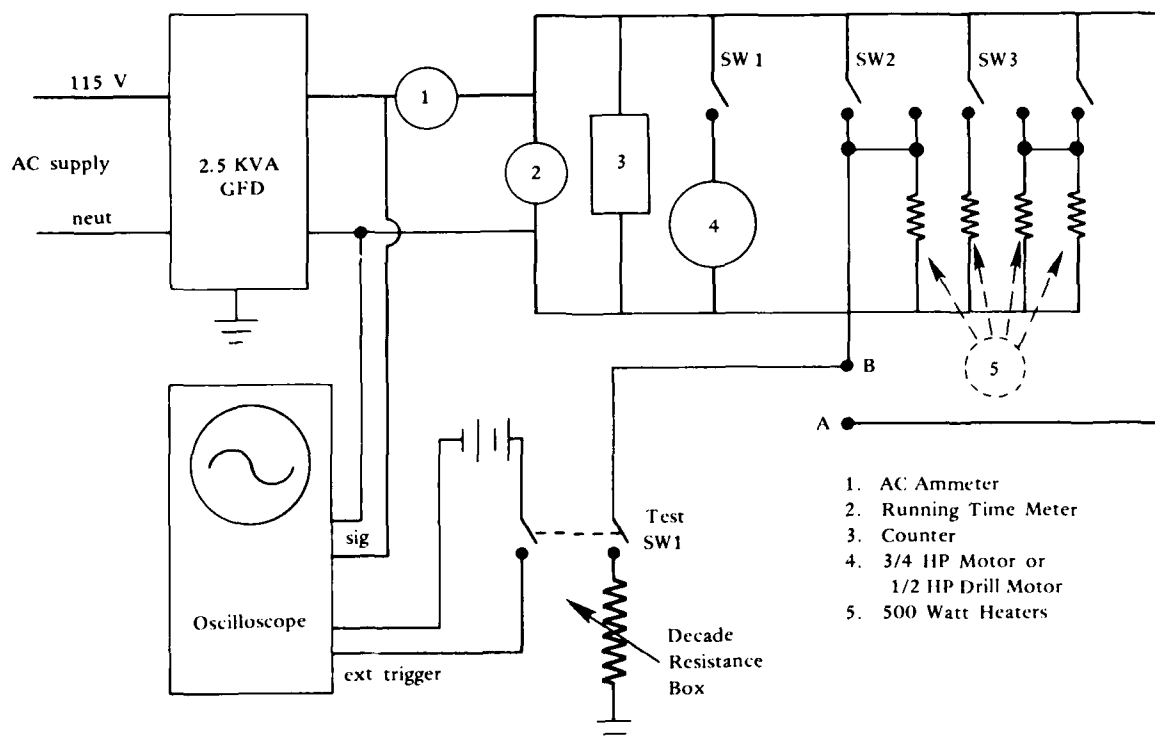 115 V
AC supply
neut
2.5 KVA
GFD
1
2
3
SW 1
4
SW2
SW3
5
B
A
Oscilloscope
sig
ext trigger
Test
SW1
Decade
Resistance
Box
1. AC Ammeter
2. Running Time Meter
3. Counter
4. 3/4 HP Motor or
1/2 HP Drill Motor
5. 500 Watt Heaters